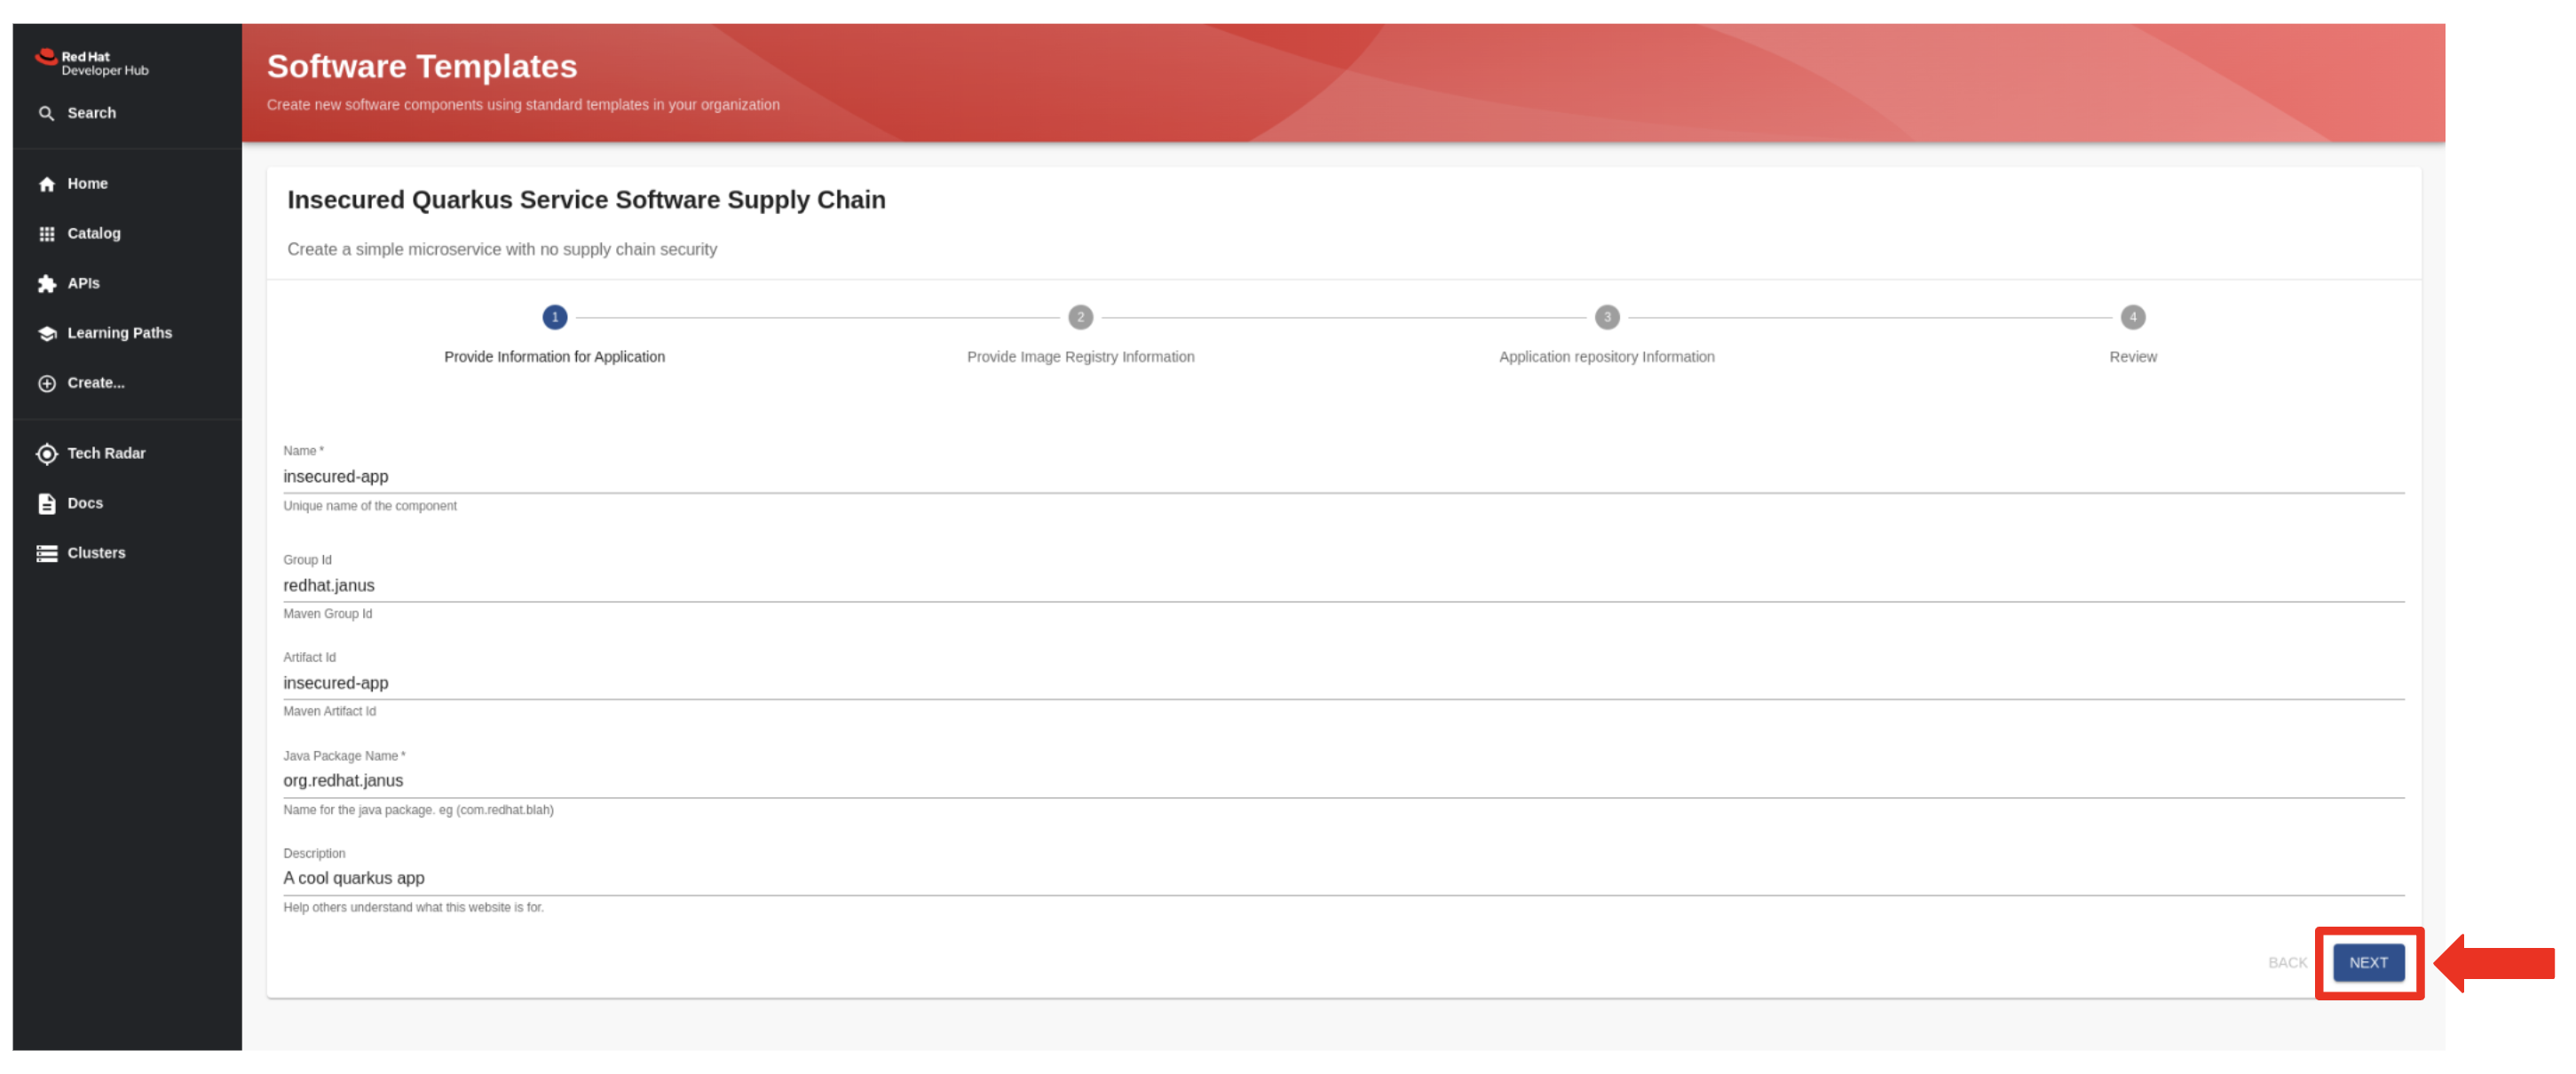 Red Hat
Developer Hub
Search
Home
Catalog
APIs
Learning Paths
Create...
Tech Radar
Docs
Clusters
Software Templates
Create new software components using standard templates in your organization
Insecured Quarkus Service Software Supply Chain
Create a simple microservice with no supply chain security
1 2 3 4
Provide Information for Application Provide Image Registry Information Application repository Information Review
Name *
insecured-app
Unique name of the component
Group Id
redhat.janus
Maven Group Id
Artifact Id
insecured-app
Maven Artifact Id
Java Package Name *
org.redhat.janus
Name for the java package. eg (com.redhat.blah)
Description
A cool quarkus app
Help others understand what this website is for.
BACK NEXT